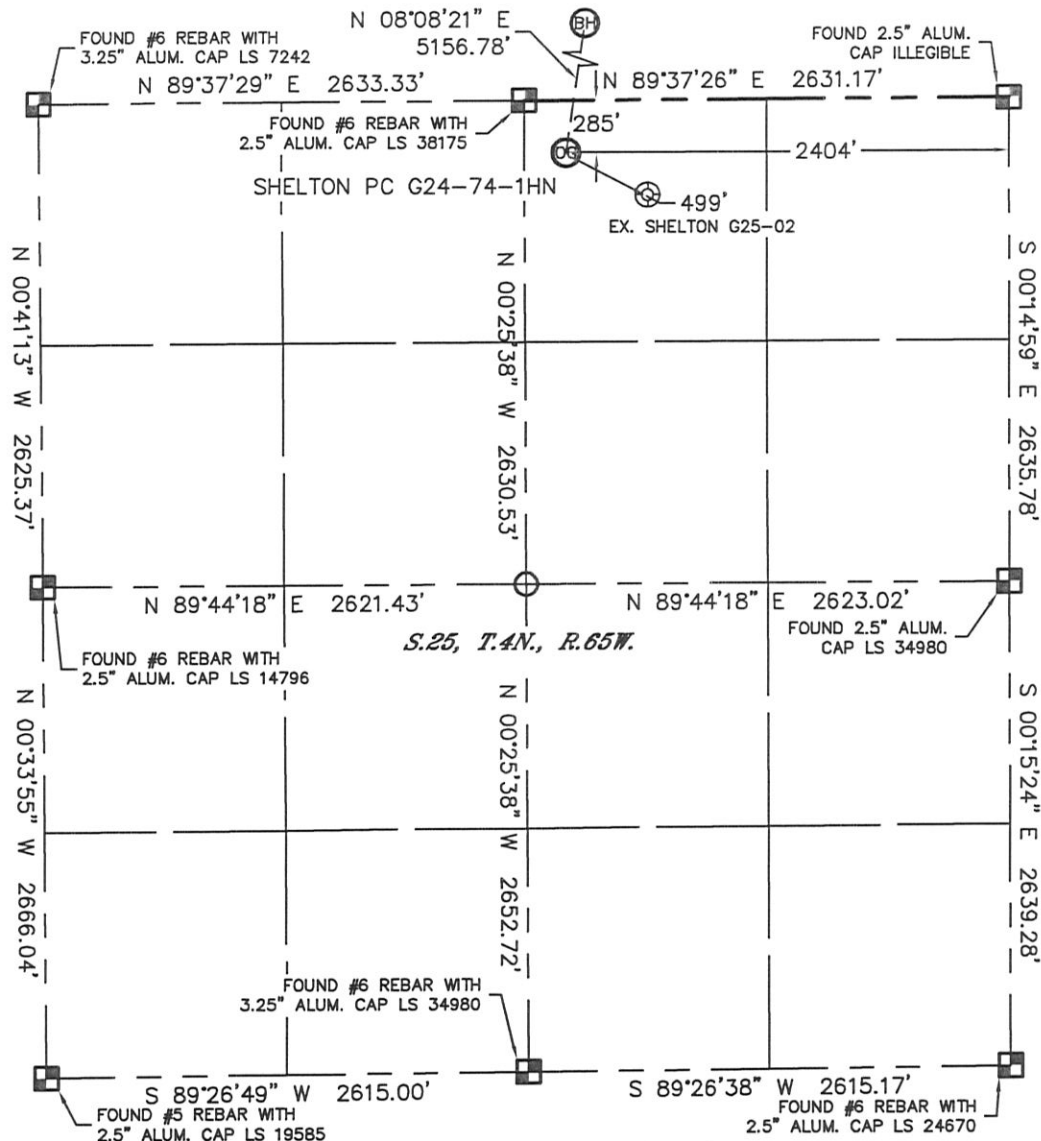 N 08°08'21" E
5156.78'
BH
FOUND #6 REBAR WITH
3.25" ALUM. CAP LS 7242
FOUND 2.5" ALUM.
CAP ILLEGIBLE
N 89°37'29" E 2633.33'
N 89°37'26" E 2631.17'
FOUND #6 REBAR WITH
2.5" ALUM. CAP LS 38175
285'
OG
2404'
SHELTON PC G24-74-1HN
499'
EX. SHELTON G25-02
N 00°41'13" W 2625.37'
N 00°25'38" W 2630.53'
S 00°14'59" E 2635.78'
N 89°44'18" E 2621.43'
N 89°44'18" E 2623.02'
FOUND 2.5" ALUM.
CAP LS 34980
S.25, T.4N., R.65W.
FOUND #6 REBAR WITH
2.5" ALUM. CAP LS 14796
N 00°33'55" W 2666.04'
N 00°25'38" W 2652.72'
S 00°15'24" E 2639.28'
FOUND #6 REBAR WITH
3.25" ALUM. CAP LS 34980
S 89°26'49" W 2615.00'
S 89°26'38" W 2615.17'
FOUND #5 REBAR WITH
2.5" ALUM. CAP LS 19585
FOUND #6 REBAR WITH
2.5" ALUM. CAP LS 24670